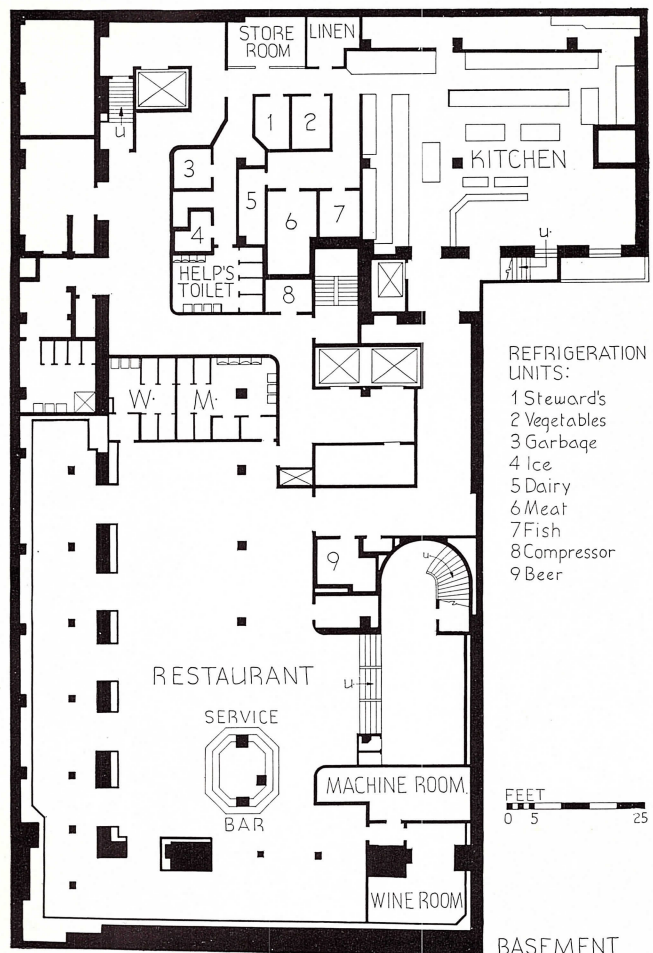 STORE
ROOM
LINEN
1
2
KITCHEN
u
3
5
6
7
4
HELP'S
TOILET
8
u.
W.
M.
REFRIGERATION
UNITS:
1 Steward's
2 Vegetables
3 Garbage
4 Ice
5 Dairy
6 Meat
7 Fish
8 Compressor
9 Beer
9
u
RESTAURANT
u
SERVICE
BAR
MACHINE ROOM.
FEET
0 5 25
WINE ROOM
BASEMENT